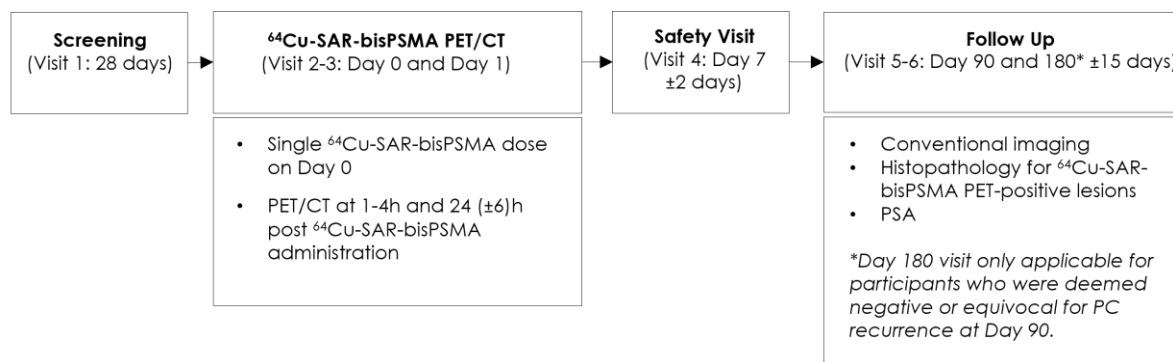 Screening
(Visit 1: 28 days)
⁶⁴Cu-SAR-bisPSMA PET/CT
(Visit 2-3: Day 0 and Day 1)
• Single ⁶⁴Cu-SAR-bisPSMA dose
on Day 0
• PET/CT at 1-4h and 24 (±6)h
post ⁶⁴Cu-SAR-bisPSMA
administration
Safety Visit
(Visit 4: Day 7
±2 days)
Follow Up
(Visit 5-6: Day 90 and 180* ±15 days)
• Conventional imaging
• Histopathology for ⁶⁴Cu-SAR-
bisPSMA PET-positive lesions
• PSA
*Day 180 visit only applicable for
participants who were deemed
negative or equivocal for PC
recurrence at Day 90.